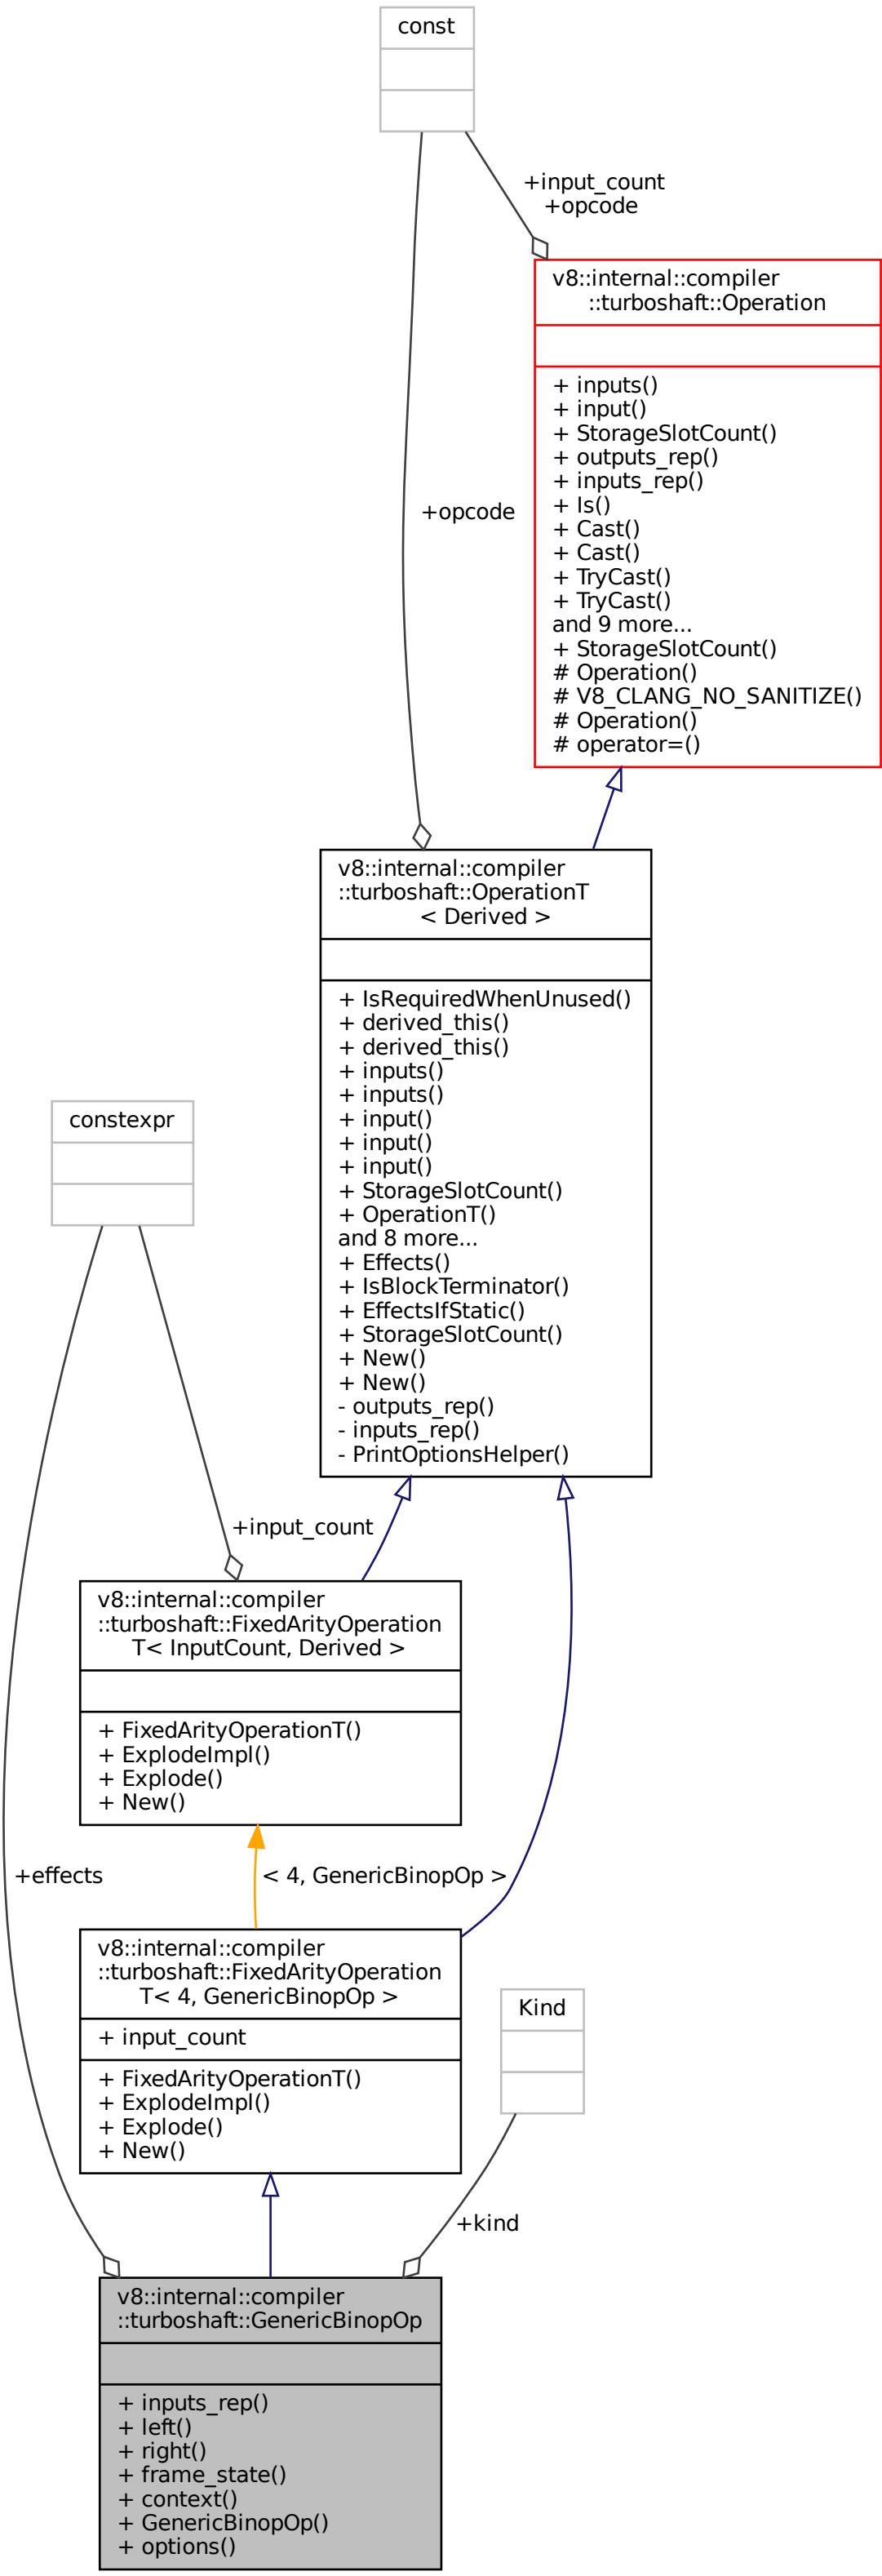 const
+input_count
+opcode
v8::internal::compiler
::turboshaft::Operation
+ inputs()
+ input()
+ StorageSlotCount()
+ outputs_rep()
+ inputs_rep()
+ Is()
+ Cast()
+ Cast()
+ TryCast()
+ TryCast()
and 9 more...
+ StorageSlotCount()
# Operation()
# V8_CLANG_NO_SANITIZE()
# Operation()
# operator=()
+opcode
v8::internal::compiler
::turboshaft::OperationT
< Derived >
+ IsRequiredWhenUnused()
+ derived_this()
+ derived_this()
+ inputs()
+ inputs()
+ input()
+ input()
+ input()
+ StorageSlotCount()
+ OperationT()
and 8 more...
+ Effects()
+ IsBlockTerminator()
+ EffectsIfStatic()
+ StorageSlotCount()
+ New()
+ New()
- outputs_rep()
- inputs_rep()
- PrintOptionsHelper()
constexpr
+input_count
v8::internal::compiler
::turboshaft::FixedArityOperation
T< InputCount, Derived >
+ FixedArityOperationT()
+ ExplodeImpl()
+ Explode()
+ New()
+effects
< 4, GenericBinopOp >
v8::internal::compiler
::turboshaft::FixedArityOperation
T< 4, GenericBinopOp >
+ input_count
+ FixedArityOperationT()
+ ExplodeImpl()
+ Explode()
+ New()
Kind
+kind
v8::internal::compiler
::turboshaft::GenericBinopOp
+ inputs_rep()
+ left()
+ right()
+ frame_state()
+ context()
+ GenericBinopOp()
+ options()